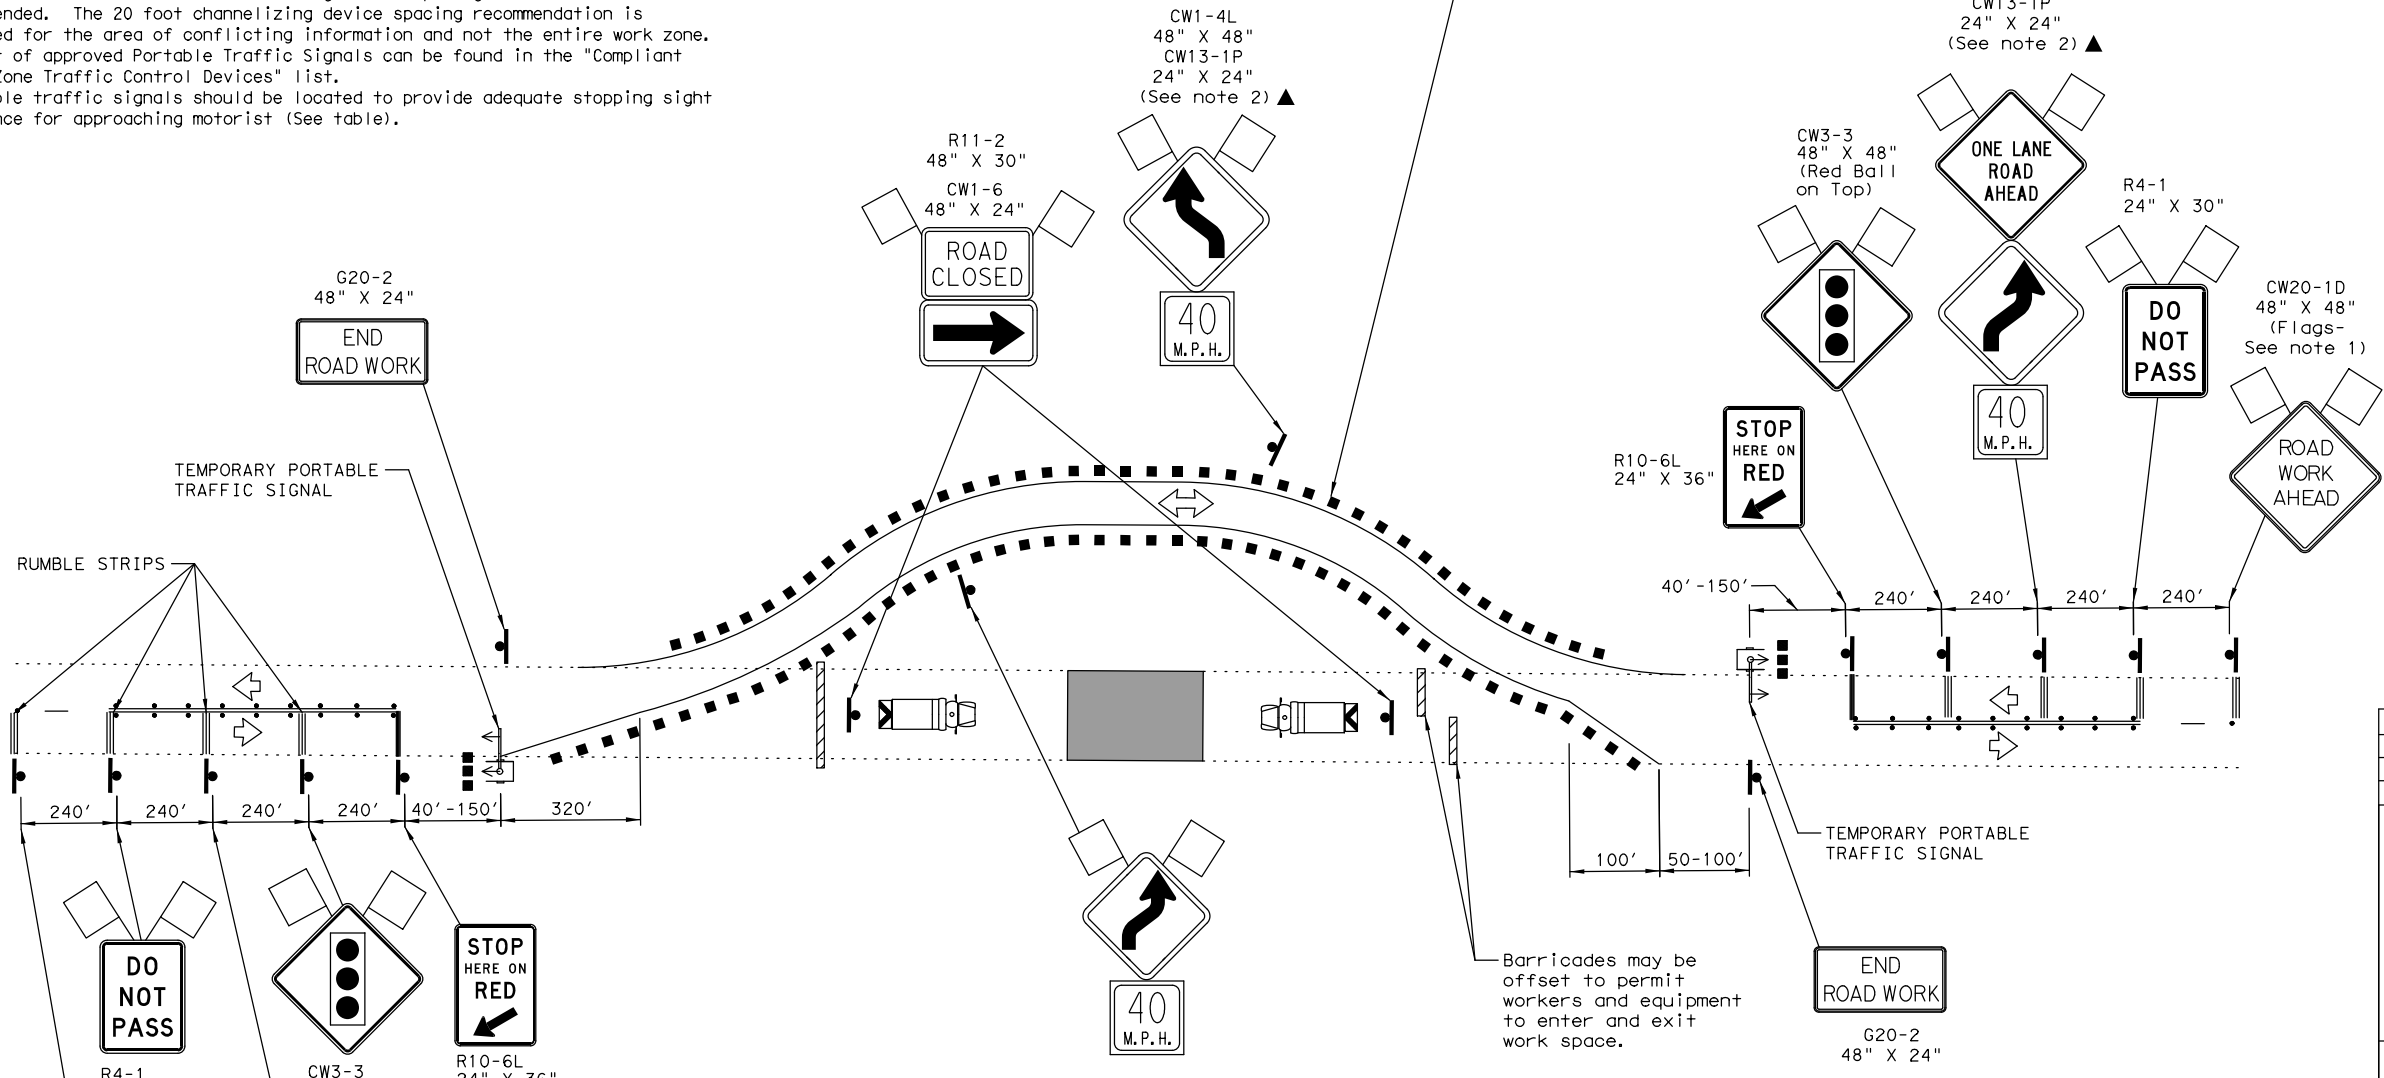 ended. The 20 foot channelizing device spacing recommendation is
ed for the area of conflicting information and not the entire work zone.
of approved Portable Traffic Signals can be found in the "Compliant
Zone Traffic Control Devices" list.
ble traffic signals should be located to provide adequate stopping sight
nce for approaching motorist (See table).
CW1-4L
48" X 48"
CW13-1P
24" X 24"
(See note 2) ▲
40
M.P.H.
CW13-1P
24" X 24"
(See note 2) ▲
ONE LANE
ROAD
AHEAD
40
M.P.H.
R11-2
48" X 30"
CW1-6
48" X 24"
ROAD
CLOSED
CW3-3
48" X 48"
(Red Ball
on Top)
R4-1
24" X 30"
DO
NOT
PASS
CW20-1D
48" X 48"
(Flags-
See note 1)
ROAD
WORK
AHEAD
G20-2
48" X 24"
END
ROAD WORK
R10-6L
24" X 36"
STOP
HERE ON
RED
TEMPORARY PORTABLE
TRAFFIC SIGNAL
RUMBLE STRIPS
40'-150'
240'
240'
240'
240'
240'
240'
240'
240'
40'-150'
320'
100'
50-100'
TEMPORARY PORTABLE
TRAFFIC SIGNAL
DO
NOT
PASS
R4-1
CW3-3
STOP
HERE ON
RED
R10-6L
24" X 36"
40
M.P.H.
Barricades may be
offset to permit
workers and equipment
to enter and exit
work space.
END
ROAD WORK
G20-2
48" X 24"